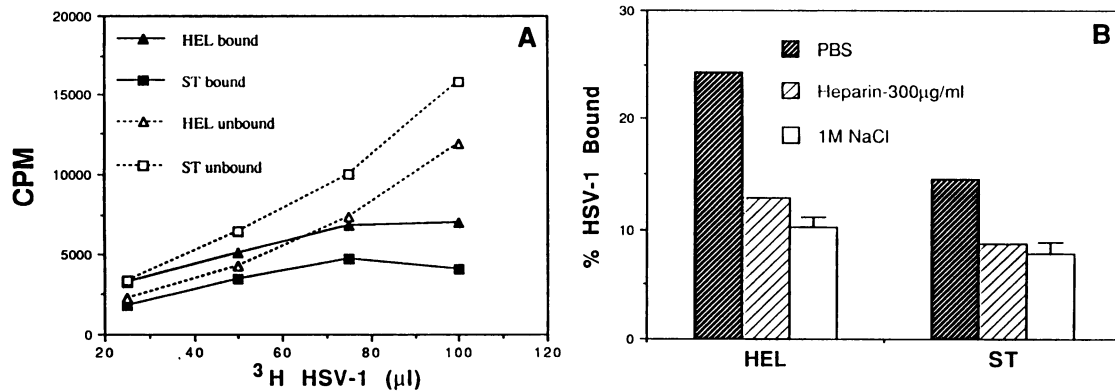 A
20000
15000
10000
5000
0
CPM
HEL bound
ST bound
HEL unbound
ST unbound
20 40 60 80 100 120
3H HSV-1 (μl)
B
30
20
10
0
% HSV-1 Bound
PBS
Heparin-300μg/ml
1M NaCl
HEL ST